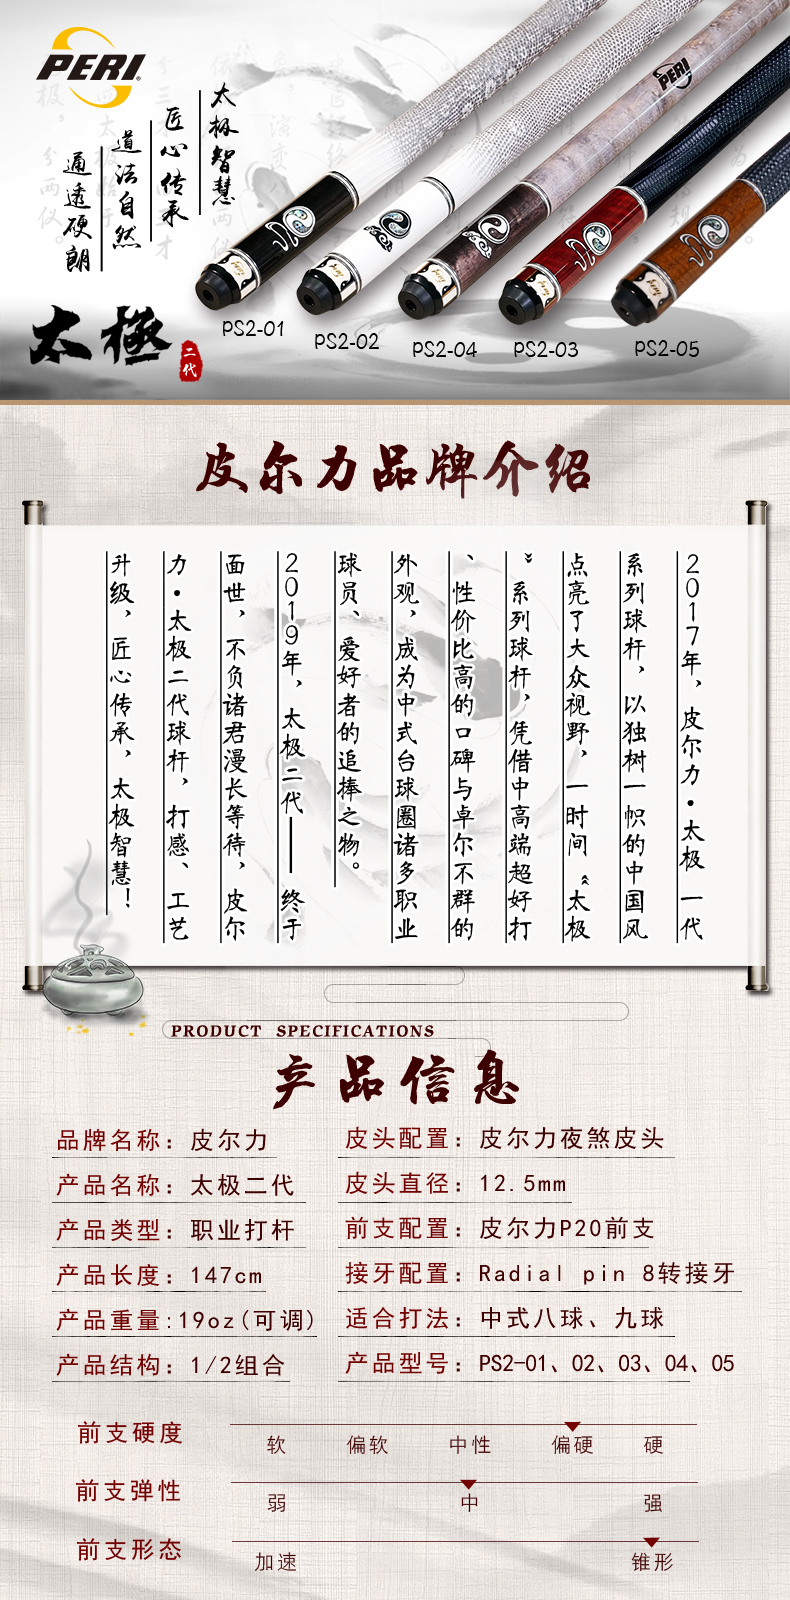 PERI
太极智慧
匠心传承
道法自然
通透硬朗
太极
二代
PERI
PS2-01
PS2-02
PS2-04
PS2-03
PS2-05
皮尔力品牌介绍
2017年，皮尔力·太极一代
系列球杆，以独树一帜的中国风
点亮了大众视野，一时间“太极
”系列球杆，凭借中高端超好打
、性价比高的口碑与卓尔不群的
外观，成为中式台球圈诸多职业
球员、爱好者的追捧之物。
2019年，太极二代——终于
面世，不负诸君漫长等待，皮尔
力·太极二代球杆，打感、工艺
升级，匠心传承，太极智慧！
PRODUCT SPECIFICATIONS
产品信息
品牌名称：皮尔力
皮头配置：皮尔力夜煞皮头
产品名称：太极二代
皮头直径：12.5mm
产品类型：职业打杆
前支配置：皮尔力P20前支
产品长度：147cm
接牙配置：Radial pin 8转接牙
产品重量:19oz(可调)
适合打法：中式八球、九球
产品结构：1/2组合
产品型号：PS2-01、02、03、04、05
前支硬度
软 偏软 中性 偏硬 硬
前支弹性
弱 中 强
前支形态
加速 锥形